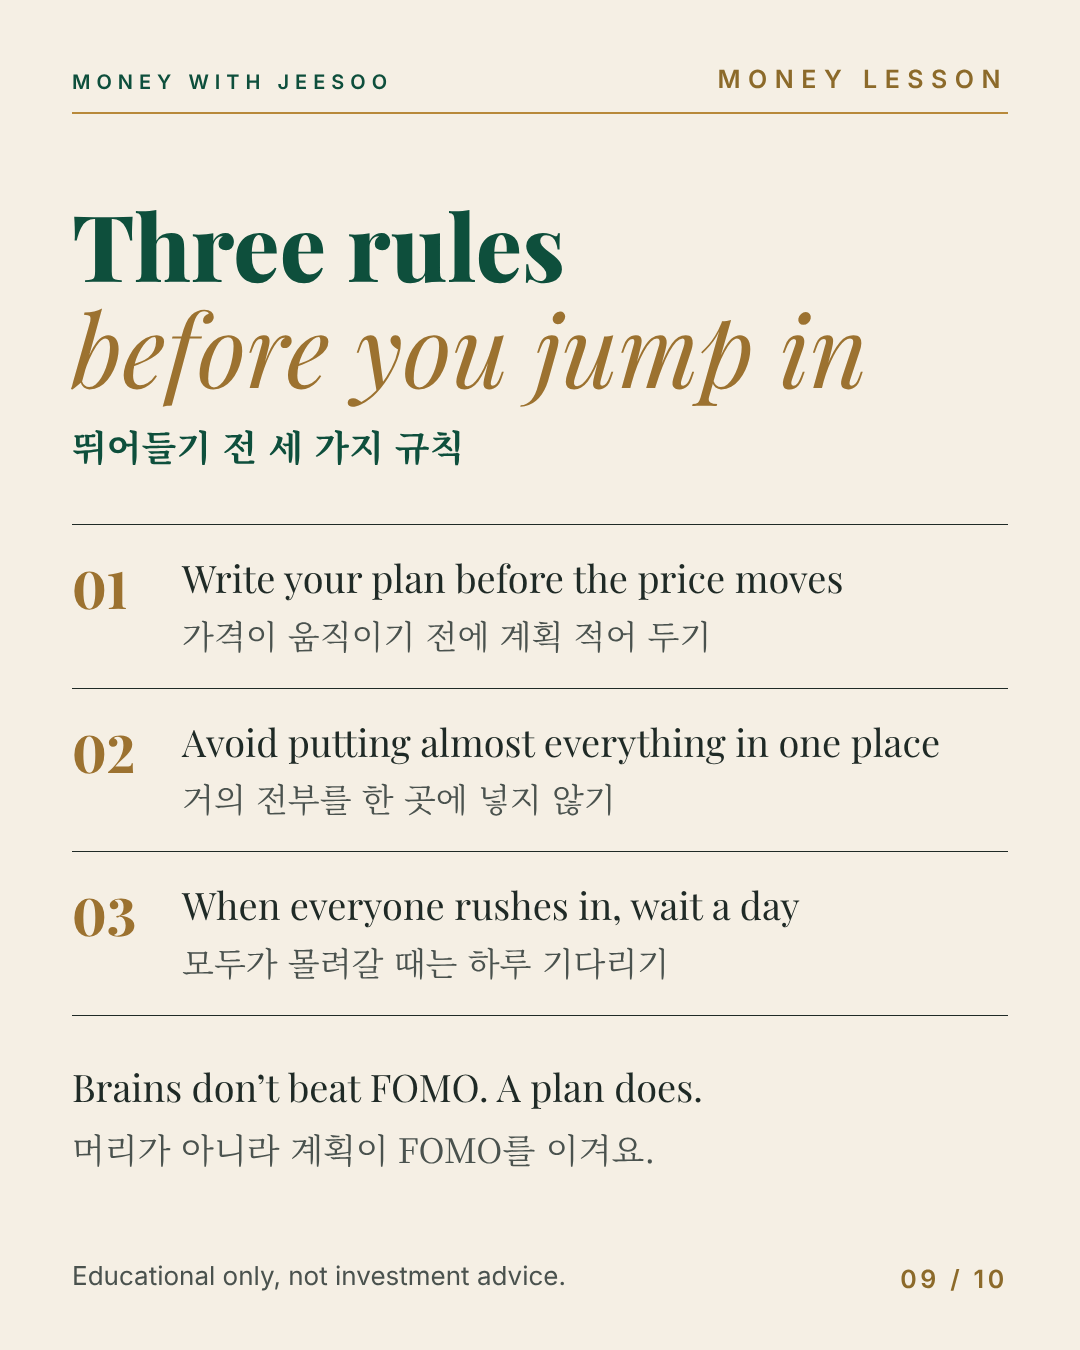 MONEY WITH JEESOO
MONEY LESSON
Three rules
before you jump in
뛰어들기 전 세 가지 규칙
01
Write your plan before the price moves
가격이 움직이기 전에 계획 적어 두기
02
Avoid putting almost everything in one place
거의 전부를 한 곳에 넣지 않기
03
When everyone rushes in, wait a day
모두가 몰려갈 때는 하루 기다리기
Brains don’t beat FOMO. A plan does.
머리가 아니라 계획이 FOMO를 이겨요.
Educational only, not investment advice.
09 / 10